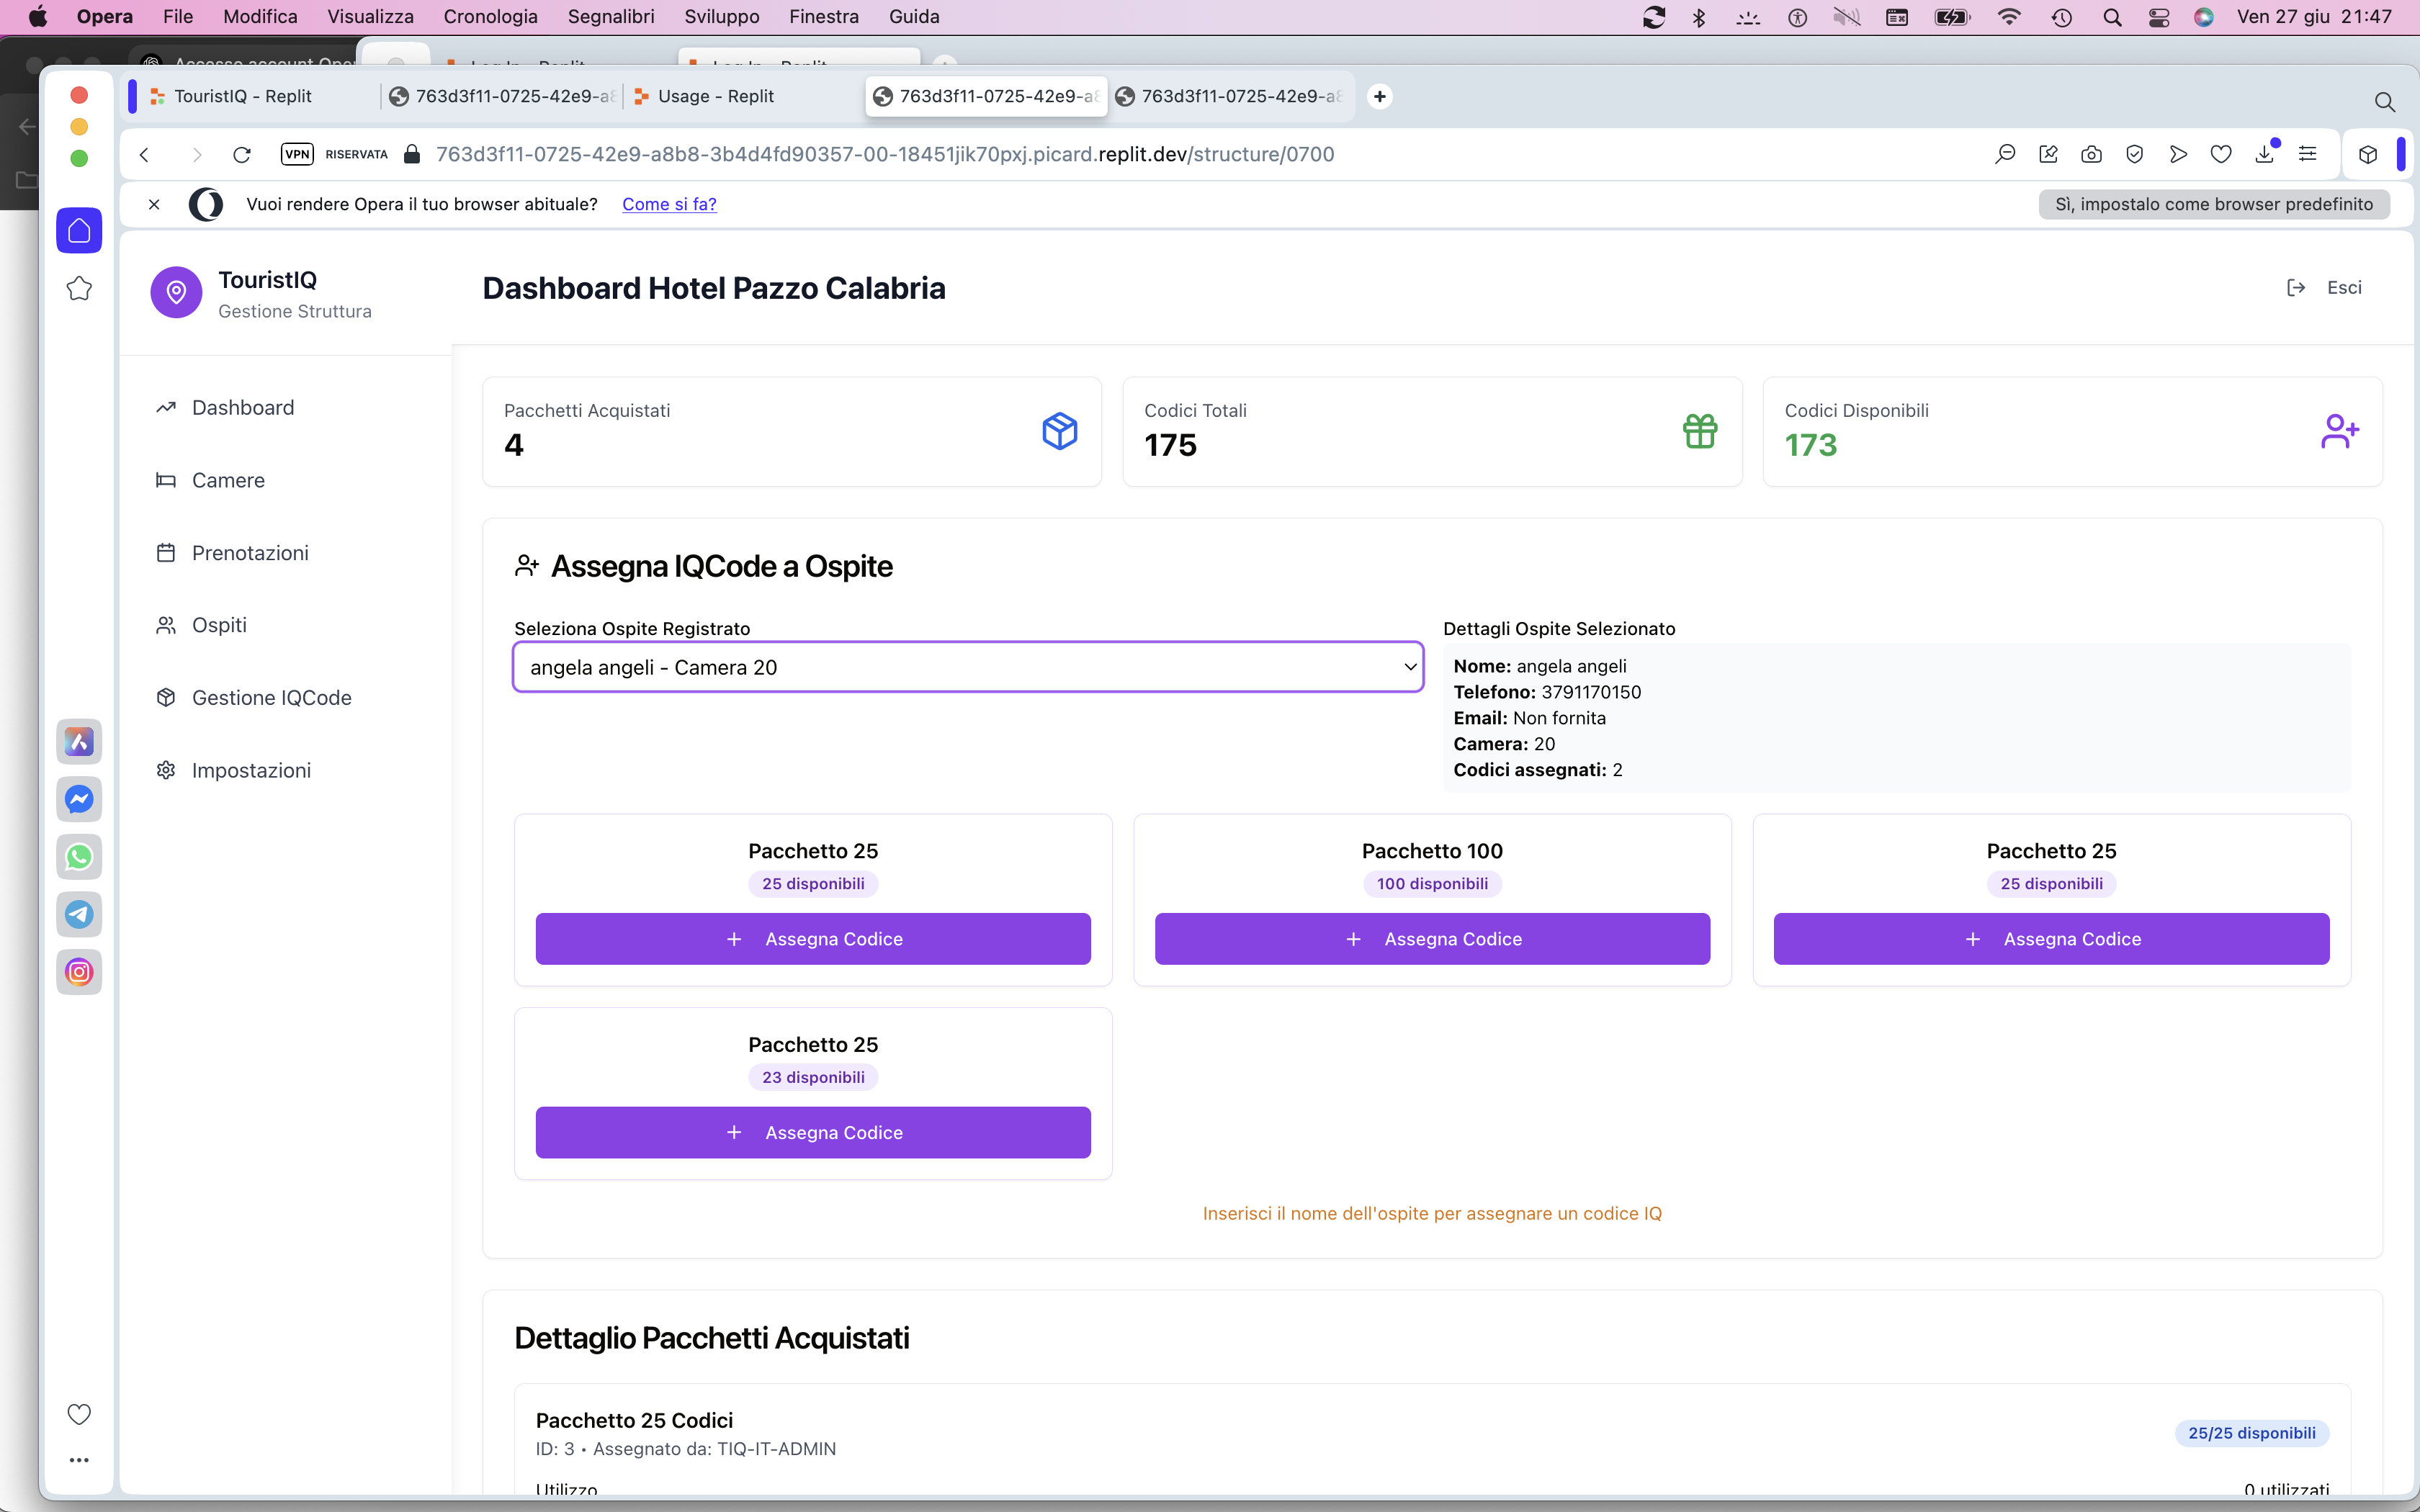 Opera File Modifica Visualizza Cronologia Segnalibri Sviluppo Finestra Guida Ven 27 giu 21:47
TouristIQ - Replit 763d3f11-0725-42e9-a8 Usage - Replit 763d3f11-0725-42e9-a8 763d3f11-0725-42e9-a8
VPN RISERVATA 763d3f11-0725-42e9-a8b8-3b4d4fd90357-00-18451jik70pxj.picard.replit.dev/structure/0700
Vuoi rendere Opera il tuo browser abituale? Come si fa? Sì, impostalo come browser predefinito
TouristIQ
Gestione Struttura
Dashboard
Camere
Prenotazioni
Ospiti
Gestione IQCode
Impostazioni
Dashboard Hotel Pazzo Calabria
Esci
Pacchetti Acquistati
4
Codici Totali
175
Codici Disponibili
173
Assegna IQCode a Ospite
Seleziona Ospite Registrato
angela angeli - Camera 20
Dettagli Ospite Selezionato
Nome: angela angeli
Telefono: 3791170150
Email: Non fornita
Camera: 20
Codici assegnati: 2
Pacchetto 25
25 disponibili
Assegna Codice
Pacchetto 100
100 disponibili
Assegna Codice
Pacchetto 25
25 disponibili
Assegna Codice
Pacchetto 25
23 disponibili
Assegna Codice
Inserisci il nome dell'ospite per assegnare un codice IQ
Dettaglio Pacchetti Acquistati
Pacchetto 25 Codici
ID: 3 • Assegnato da: TIQ-IT-ADMIN
25/25 disponibili
Utilizzo
0 utilizzati